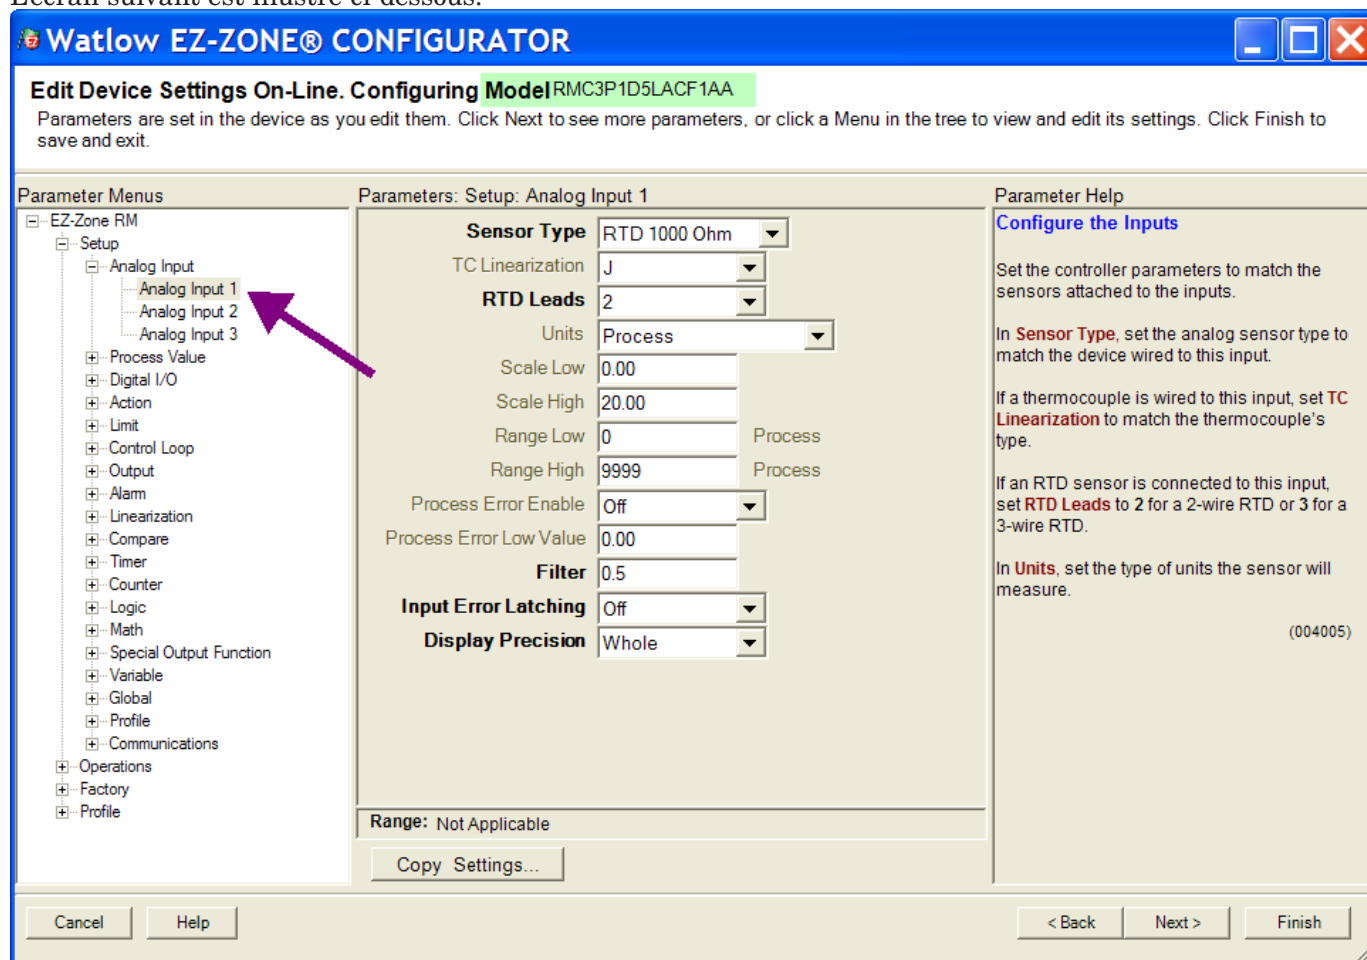 L'écran suivant est illustré ci-dessous.
Watlow EZ-ZONE® CONFIGURATOR
Edit Device Settings On-Line. Configuring Model RMC3P1D5LACF1AA
Parameters are set in the device as you edit them. Click Next to see more parameters, or click a Menu in the tree to view and edit its settings. Click Finish to
save and exit.
Parameter Menus
EZ-Zone RM
Setup
Analog Input
Analog Input 1
Analog Input 2
Analog Input 3
Process Value
Digital I/O
Action
Limit
Control Loop
Output
Alarm
Linearization
Compare
Timer
Counter
Logic
Math
Special Output Function
Variable
Global
Profile
Communications
Operations
Factory
Profile
Parameters: Setup: Analog Input 1
Sensor Type RTD 1000 Ohm
TC Linearization J
RTD Leads 2
Units Process
Scale Low 0.00
Scale High 20.00
Range Low 0 Process
Range High 9999 Process
Process Error Enable Off
Process Error Low Value 0.00
Filter 0.5
Input Error Latching Off
Display Precision Whole
Range: Not Applicable
Copy Settings...
Parameter Help
Configure the Inputs
Set the controller parameters to match the
sensors attached to the inputs.
In Sensor Type, set the analog sensor type to
match the device wired to this input.
If a thermocouple is wired to this input, set TC
Linearization to match the thermocouple's
type.
If an RTD sensor is connected to this input,
set RTD Leads to 2 for a 2-wire RTD or 3 for a
3-wire RTD.
In Units, set the type of units the sensor will
measure.
(004005)
Cancel
Help
< Back
Next >
Finish